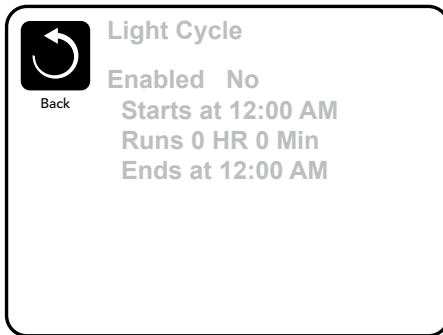 Light Cycle
Back
Enabled No
Starts at 12:00 AM
Runs 0 HR 0 Min
Ends at 12:00 AM